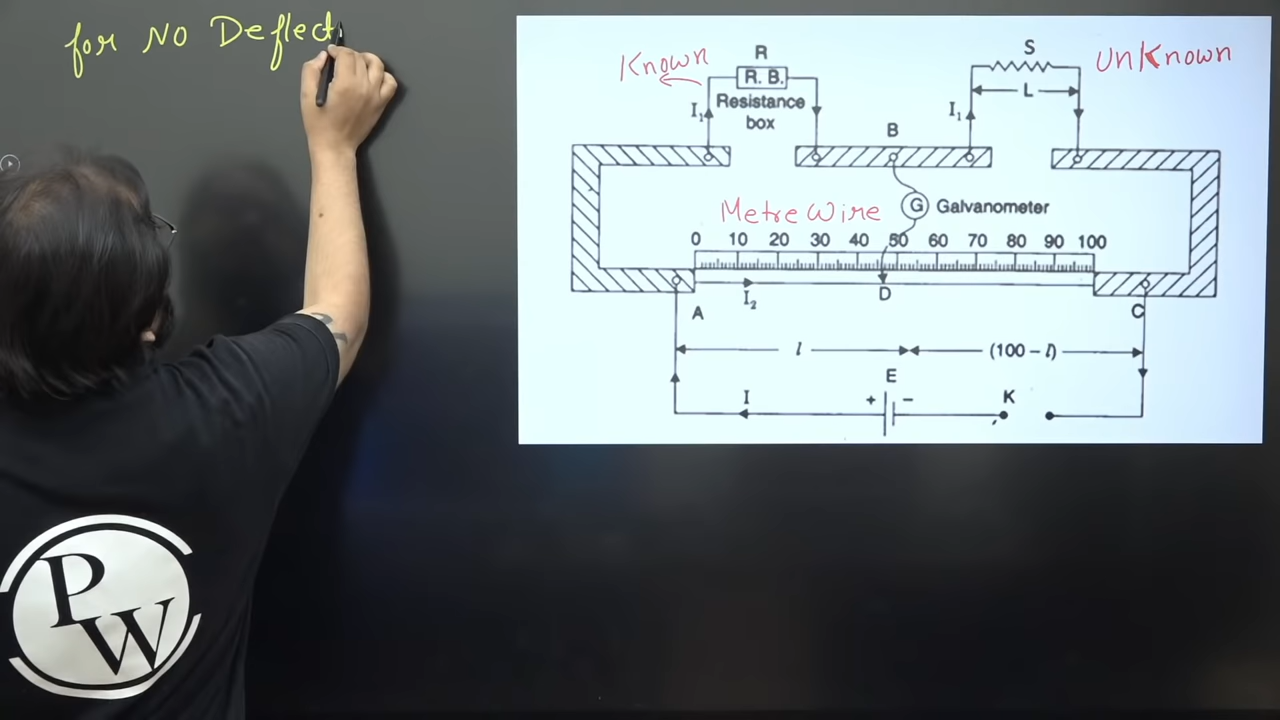 for No Deflect
Known
R
R. B.
Resistance
box
I₁
S
L
I₁
UnKnown
B
G Galvanometer
Metre Wire
0 10 20 30 40 50 60 70 80 90 100
I₂
D
A
C
l
(100 – l)
E
I
+ –
K
PW